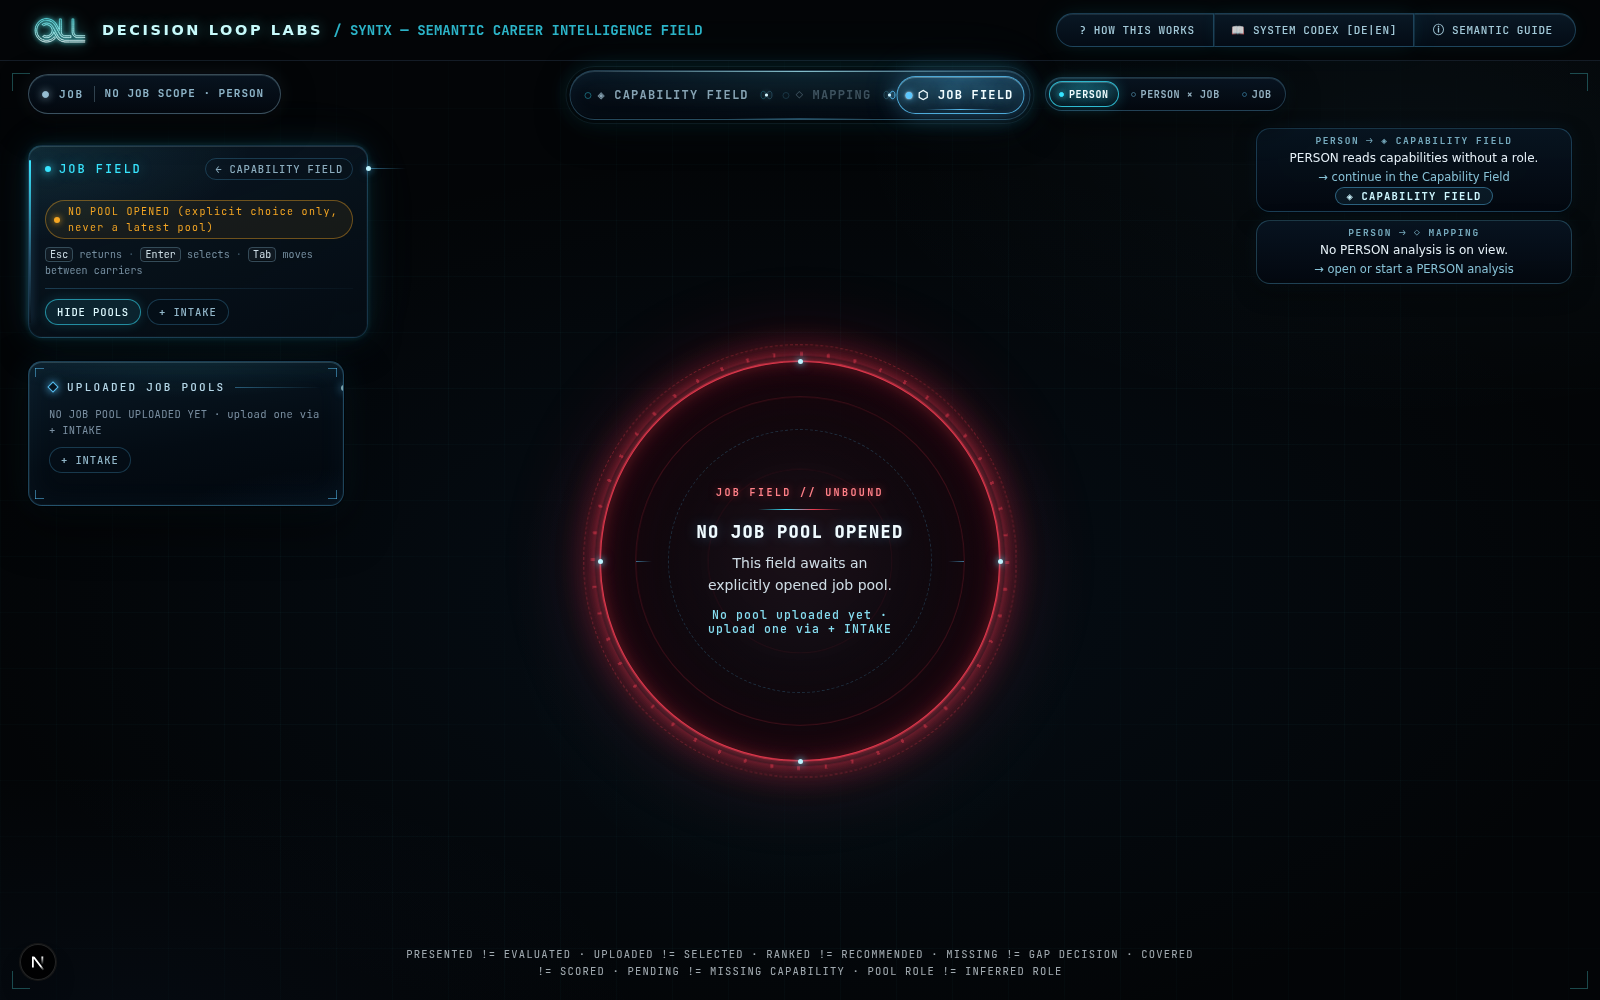 DECISION LOOP LABS / SYNTX — SEMANTIC CAREER INTELLIGENCE FIELD
? HOW THIS WORKS
📖 SYSTEM CODEX [DE|EN]
ⓘ SEMANTIC GUIDE
JOB | NO JOB SCOPE · PERSON
◈ CAPABILITY FIELD
◇ MAPPING
⬡ JOB FIELD
PERSON
PERSON × JOB
JOB
JOB FIELD
← CAPABILITY FIELD
NO POOL OPENED (explicit choice only,
never a latest pool)
Esc returns · Enter selects · Tab moves
between carriers
HIDE POOLS
+ INTAKE
UPLOADED JOB POOLS
NO JOB POOL UPLOADED YET · upload one via
+ INTAKE
+ INTAKE
PERSON → ◈ CAPABILITY FIELD
PERSON reads capabilities without a role.
→ continue in the Capability Field
◈ CAPABILITY FIELD
PERSON → ◇ MAPPING
No PERSON analysis is on view.
→ open or start a PERSON analysis
JOB FIELD // UNBOUND
NO JOB POOL OPENED
This field awaits an
explicitly opened job pool.
No pool uploaded yet ·
upload one via + INTAKE
PRESENTED != EVALUATED · UPLOADED != SELECTED · RANKED != RECOMMENDED · MISSING != GAP DECISION · COVERED
!= SCORED · PENDING != MISSING CAPABILITY · POOL ROLE != INFERRED ROLE
N